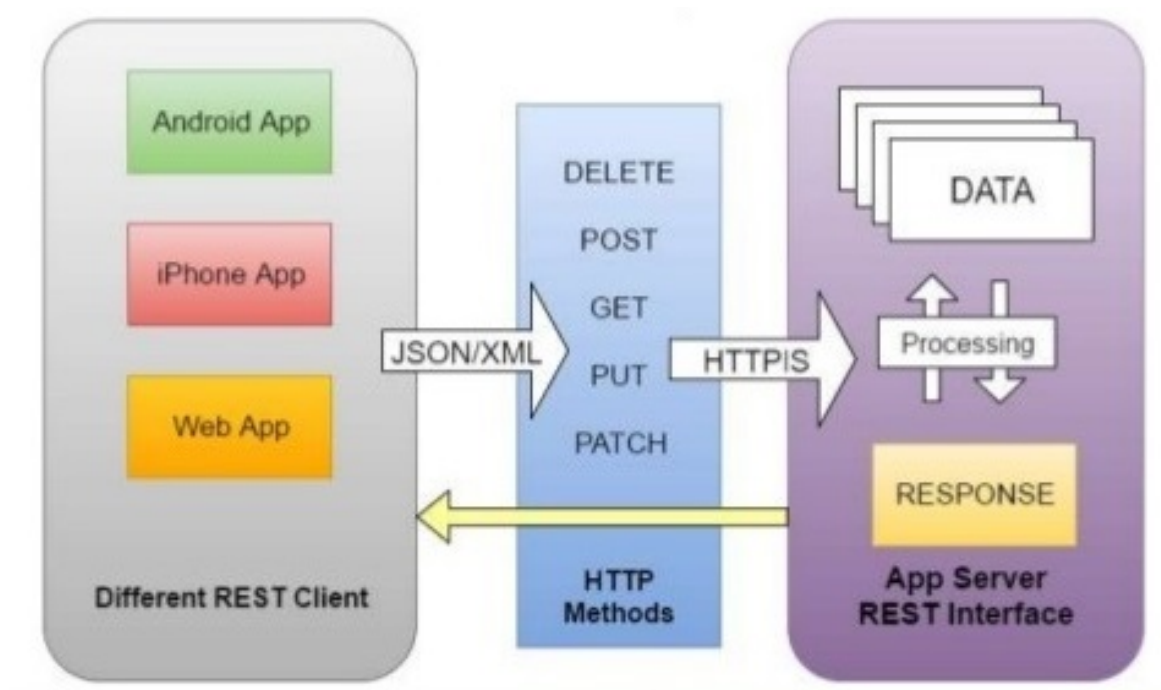 Android App
iPhone App
Web App
Different REST Client
JSON/XML
DELETE
POST
GET
PUT
PATCH
HTTP
Methods
HTTPIS
DATA
Processing
RESPONSE
App Server
REST Interface